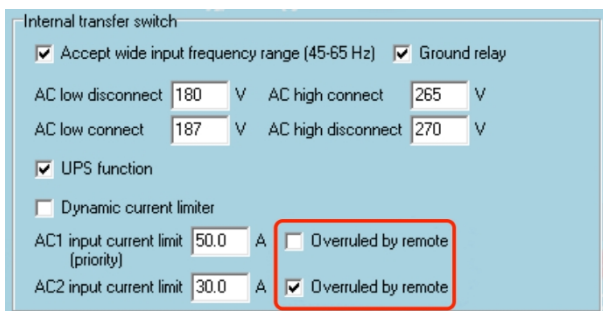 Internal transfer switch
Accept wide input frequency range (45-65 Hz) Ground relay
AC low disconnect 180 V AC high connect 265 V
AC low connect 187 V AC high disconnect 270 V
UPS function
Dynamic current limiter
AC1 input current limit 50.0 A Overruled by remote
(priority)
AC2 input current limit 30.0 A Overruled by remote